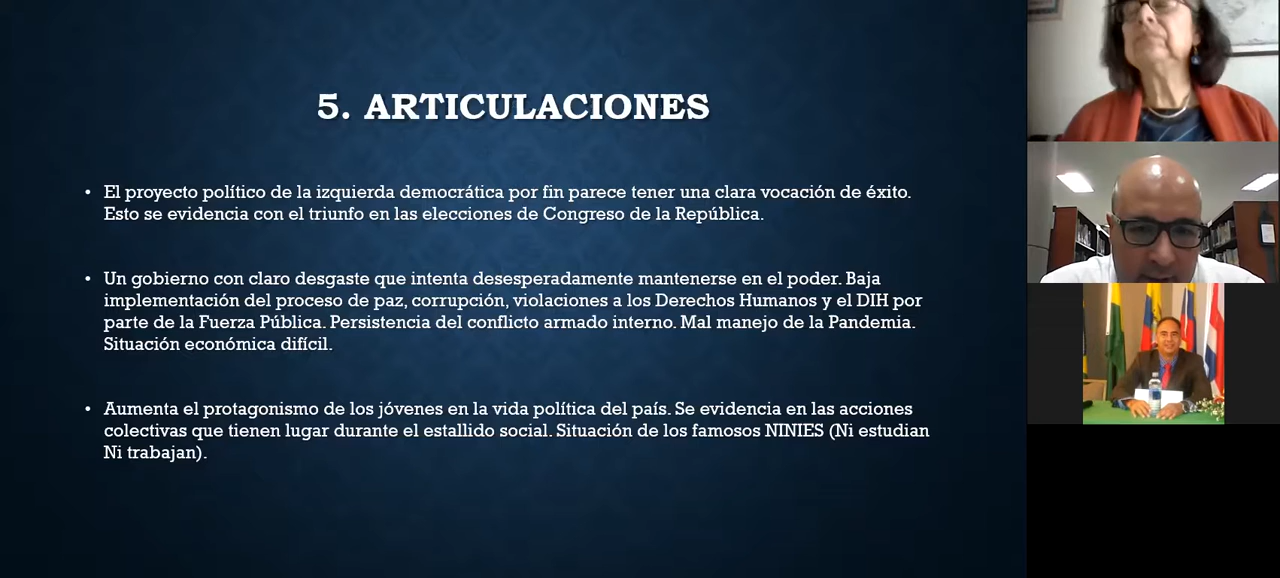 5. ARTICULACIONES
• El proyecto político de la izquierda democrática por fin parece tener una clara vocación de éxito.
Esto se evidencia con el triunfo en las elecciones de Congreso de la República.
• Un gobierno con claro desgaste que intenta desesperadamente mantenerse en el poder. Baja
implementación del proceso de paz, corrupción, violaciones a los Derechos Humanos y el DIH por
parte de la Fuerza Pública. Persistencia del conflicto armado interno. Mal manejo de la Pandemia.
Situación económica difícil.
• Aumenta el protagonismo de los jóvenes en la vida política del país. Se evidencia en las acciones
colectivas que tienen lugar durante el estallido social. Situación de los famosos NINIES (Ni estudian
Ni trabajan).